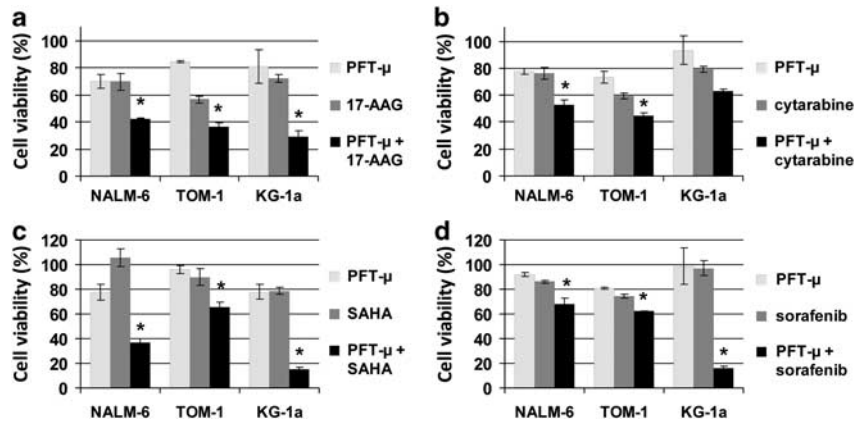 a
Cell viability (%)
100
80
60
40
20
0
*
*
*
NALM-6 TOM-1 KG-1a
PFT-µ
17-AAG
PFT-µ +
17-AAG
b
Cell viability (%)
100
80
60
40
20
0
*
*
NALM-6 TOM-1 KG-1a
PFT-µ
cytarabine
PFT-µ +
cytarabine
c
Cell viability (%)
120
100
80
60
40
20
0
*
*
*
NALM-6 TOM-1 KG-1a
PFT-µ
SAHA
PFT-µ +
SAHA
d
Cell viability (%)
120
100
80
60
40
20
0
*
*
*
NALM-6 TOM-1 KG-1a
PFT-µ
sorafenib
PFT-µ +
sorafenib